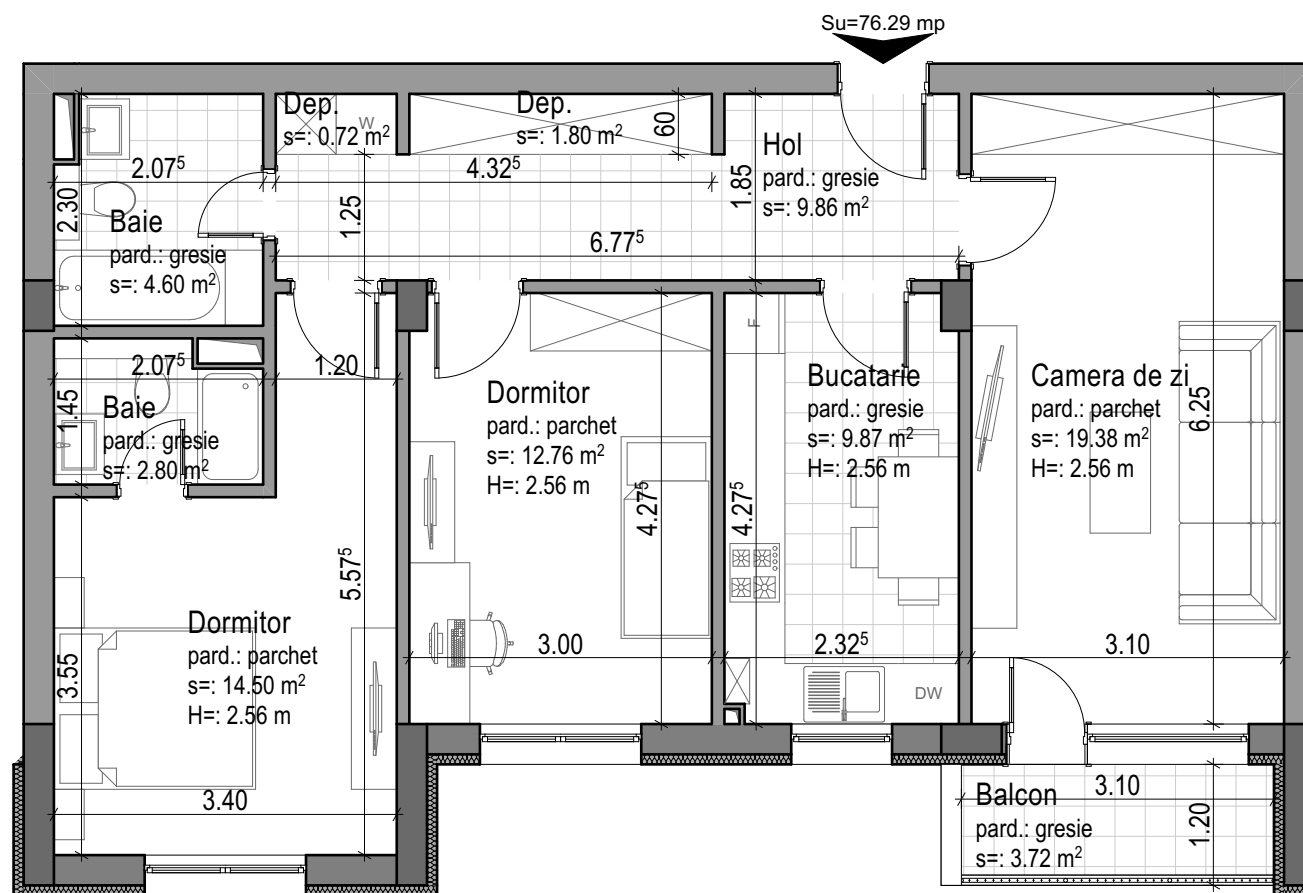 Su=76.29 mp
Dep.
s=: 0.72 m²
W
Dep.
s=: 1.80 m²
60
Hol
pard.: gresie
s=: 9.86 m²
1.85
2.07⁵
4.32⁵
2.30
1.25
6.77⁵
Baie
pard.: gresie
s=: 4.60 m²
2.07⁵
1.20
1.45
Baie
pard.: gresie
s=: 2.80 m²
Dormitor
pard.: parchet
s=: 12.76 m²
H=: 2.56 m
4.27⁵
F
Bucatarie
pard.: gresie
s=: 9.87 m²
H=: 2.56 m
4.27⁵
Camera de zi
pard.: parchet
s=: 19.38 m²
H=: 2.56 m
6.25
5.57⁵
Dormitor
pard.: parchet
s=: 14.50 m²
H=: 2.56 m
3.55
3.40
3.00
2.32⁵
3.10
DW
Balcon
pard.: gresie
s=: 3.72 m²
3.10
1.20